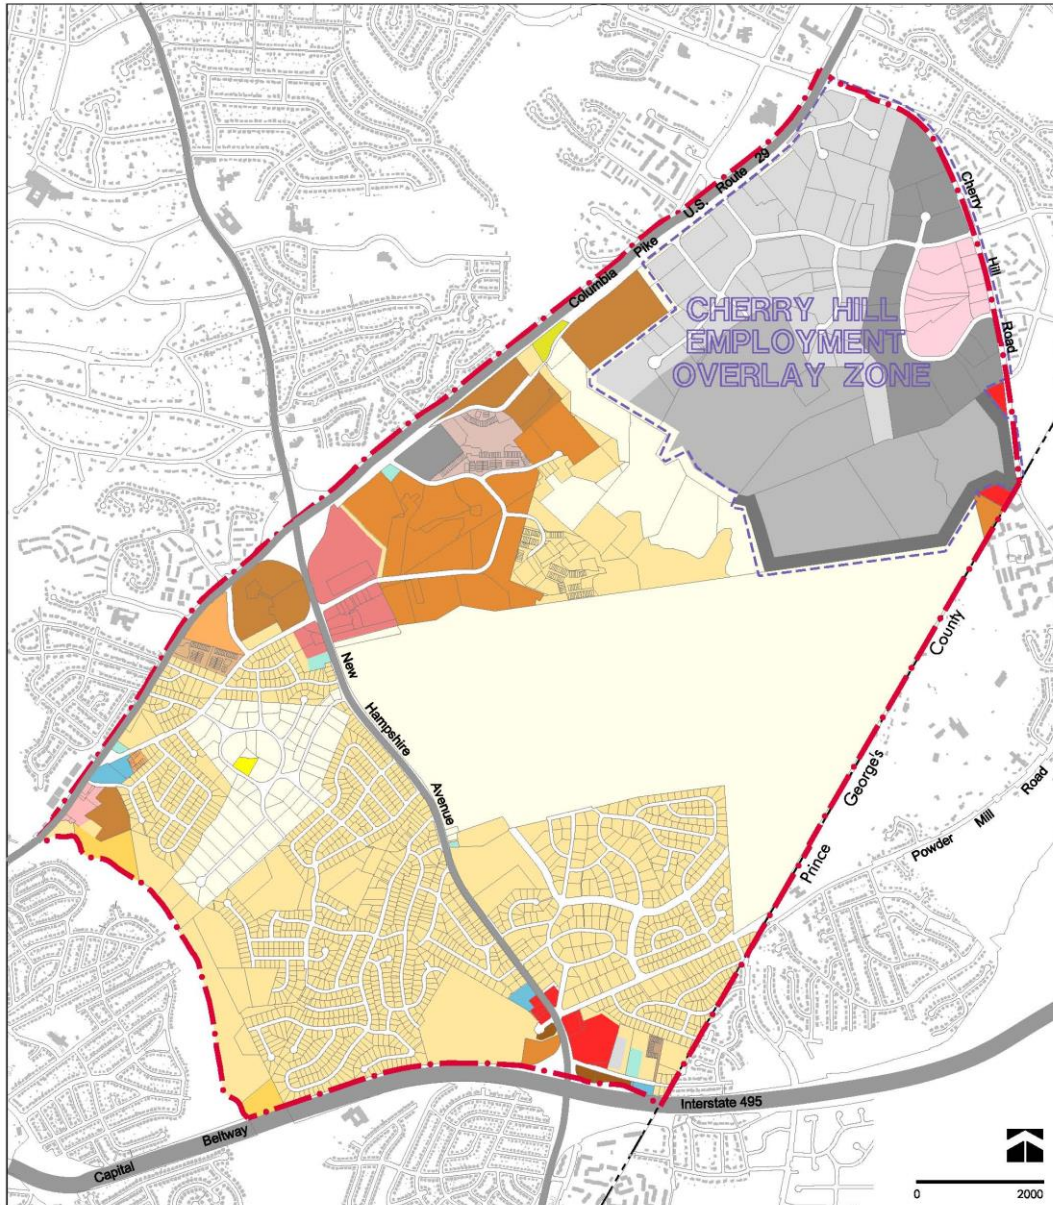 U.S. Route 29
Columbia Pike
Cherry Hill Road
CHERRY HILL
EMPLOYMENT
OVERLAY ZONE
New Hampshire Avenue
Prince George's County
Powder Mill Road
Interstate 495
Capital Beltway
0 2000